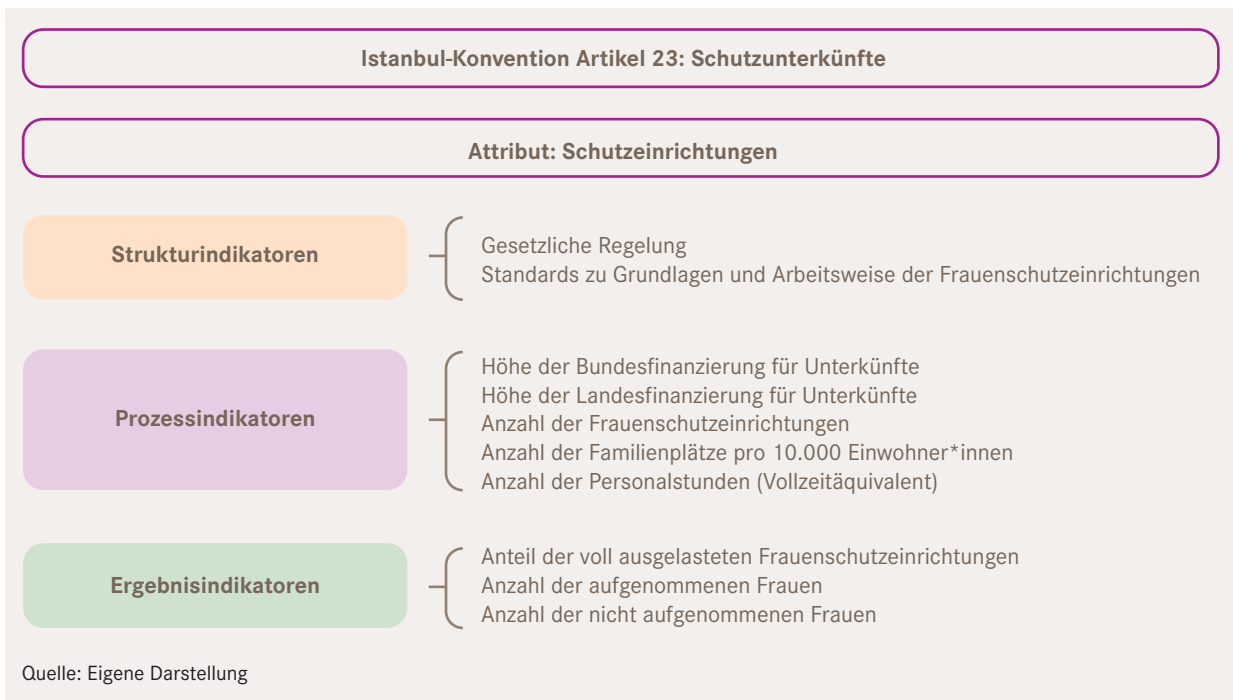 Istanbul-Konvention Artikel 23: Schutzunterkünfte
Attribut: Schutzeinrichtungen
Strukturindikatoren
Gesetzliche Regelung
Standards zu Grundlagen und Arbeitsweise der Frauenschutzeinrichtungen
Prozessindikatoren
Höhe der Bundesfinanzierung für Unterkünfte
Höhe der Landesfinanzierung für Unterkünfte
Anzahl der Frauenschutzeinrichtungen
Anzahl der Familienplätze pro 10.000 Einwohner*innen
Anzahl der Personalstunden (Vollzeitäquivalent)
Ergebnisindikatoren
Anteil der voll ausgelasteten Frauenschutzeinrichtungen
Anzahl der aufgenommenen Frauen
Anzahl der nicht aufgenommenen Frauen
Quelle: Eigene Darstellung